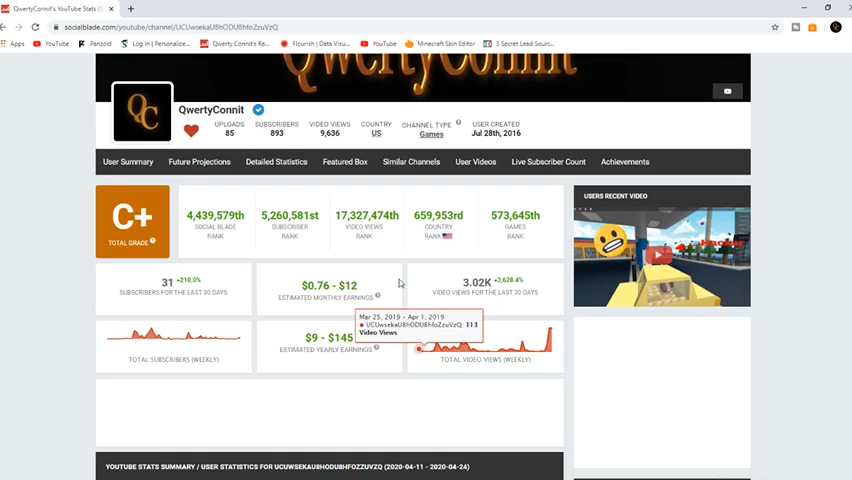 QwertyConnit's YouTube Stats (S
socialblade.com/youtube/channel/UCUwsekaU8hODU8hfoZzuVzQ
Apps YouTube Panzoid Log In | Personalize... QwertyConnit's Re... Flourish | Data Visu... YouTube Minecraft Skin Editor 3 Secret Lead Sourc...
QwertyConnit
QC
QwertyConnit
UPLOADS SUBSCRIBERS VIDEO VIEWS COUNTRY CHANNEL TYPE USER CREATED
85 893 9,636 US Games Jul 28th, 2016
User Summary Future Projections Detailed Statistics Featured Box Similar Channels User Videos Live Subscriber Count Achievements
C+
TOTAL GRADE
4,439,579th 5,260,581st 17,327,474th 659,953rd 573,645th
SOCIAL BLADE RANK
SUBSCRIBER RANK
VIDEO VIEWS RANK
COUNTRY RANK
GAMES RANK
USERS RECENT VIDEO
Hacker
31 +210.0%
SUBSCRIBERS FOR THE LAST 30 DAYS
$0.76 - $12
ESTIMATED MONTHLY EARNINGS
3.02K +3,628.4%
VIDEO VIEWS FOR THE LAST 30 DAYS
Mar 25, 2019 - Apr 1, 2019
UCUwsekaU8hODU8hfoZzuVzQ: 113
Video Views
TOTAL SUBSCRIBERS (WEEKLY)
$9 - $145
ESTIMATED YEARLY EARNINGS
TOTAL VIDEO VIEWS (WEEKLY)
YOUTUBE STATS SUMMARY / USER STATISTICS FOR UCUWSEKAU8HODU8HFOZZUVZQ (2020-04-11 - 2020-04-24)